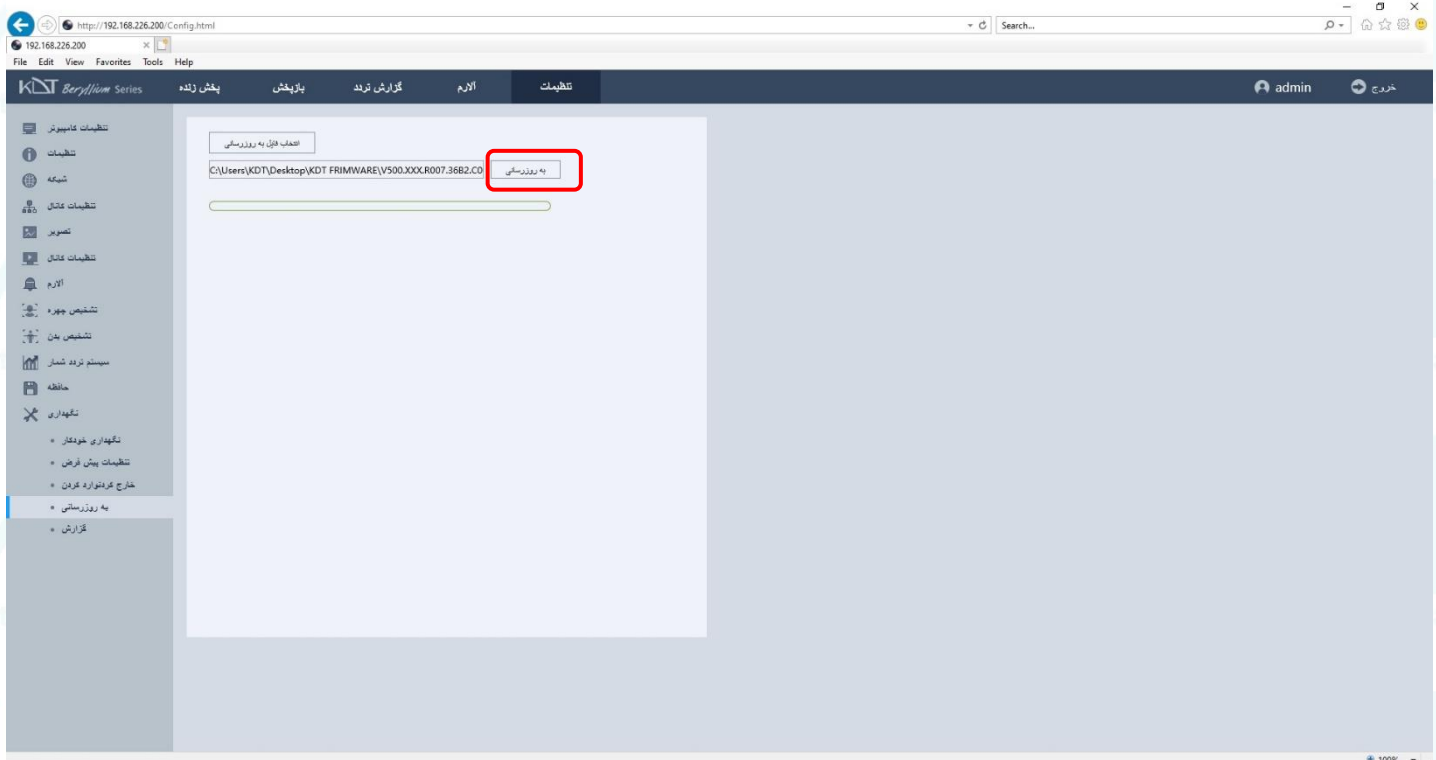 http://192.168.226.200/Config.html
Search...
192.168.226.200
File Edit View Favorites Tools Help
KDT Beryllium Series
پخش زنده
بازپخش
گزارش تردد
آلارم
تنظیمات
admin
خروج
تنظیمات کامپیوتر
تنظیمات
شبکه
تنظیمات کانال
تصویر
تنظیمات کانال
آلارم
تشخیص چهره
تشخیص بدن
سیستم تردد شمار
حافظه
نگهداری
نگهداری خودکار
تنظیمات پیش فرض
خارج کردنوارد کردن
به روزرسانی
گزارش
انتخاب فایل به روزرسانی
C:\Users\KDT\Desktop\KDT FRIMWARE\V500.XXX.R007.36B2.C0
به روزرسانی
100%